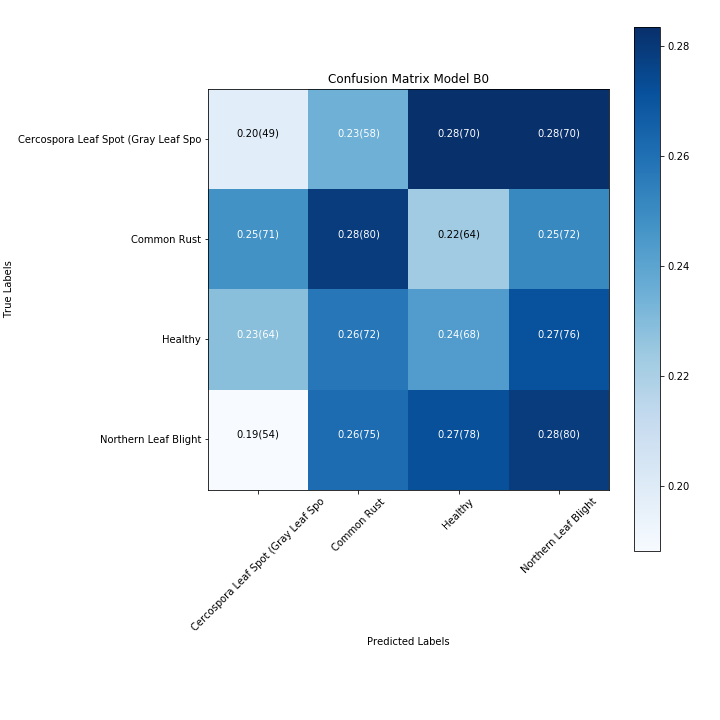 Confusion Matrix Model B0
True Labels
Cercospora Leaf Spot (Gray Leaf Spo
0.20(49) 0.23(58) 0.28(70) 0.28(70)
Common Rust
0.25(71) 0.28(80) 0.22(64) 0.25(72)
Healthy
0.23(64) 0.26(72) 0.24(68) 0.27(76)
Northern Leaf Blight
0.19(54) 0.26(75) 0.27(78) 0.28(80)
Cercospora Leaf Spot (Gray Leaf Spo
Common Rust
Healthy
Northern Leaf Blight
Predicted Labels
0.28
0.26
0.24
0.22
0.20